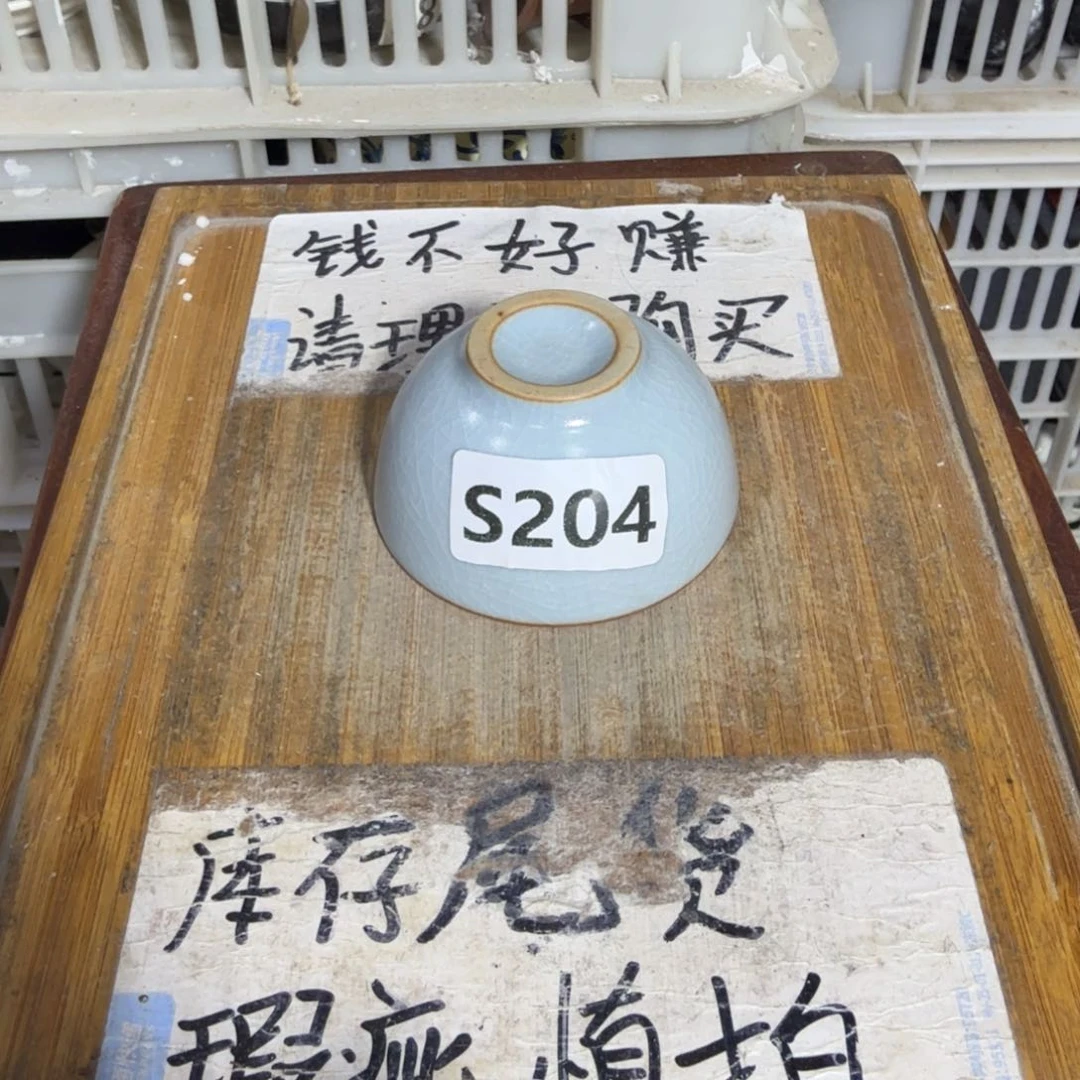 钱不好赚
请理 购买
S204
库存尾货
瑕疵慎拍